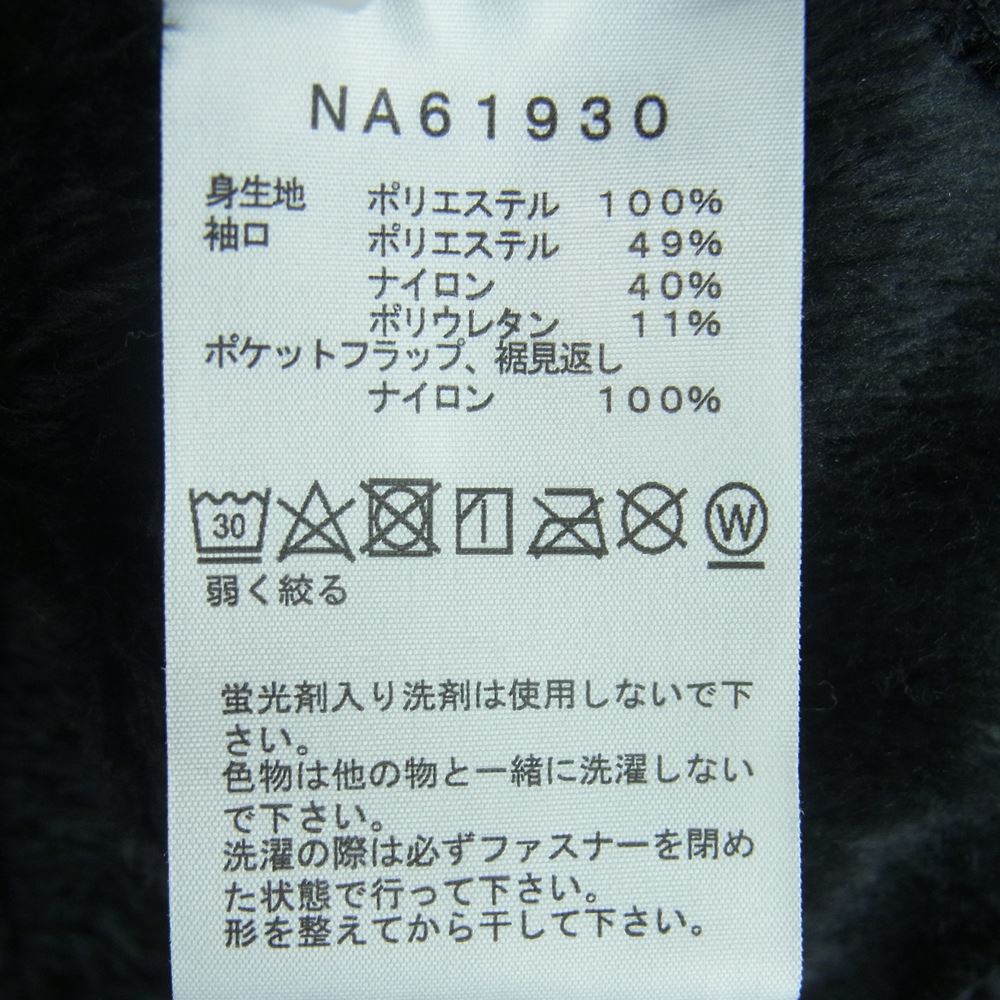 NA61930
身生地 ポリエステル 100%
袖口 ポリエステル 49%
ナイロン 40%
ポリウレタン 11%
ポケットフラップ、裾見返し
ナイロン 100%
30 W
弱く絞る
蛍光剤入り洗剤は使用しないで下
さい。
色物は他の物と一緒に洗濯しない
で下さい。
洗濯の際は必ずファスナーを閉め
た状態で行って下さい。
形を整えてから干して下さい。